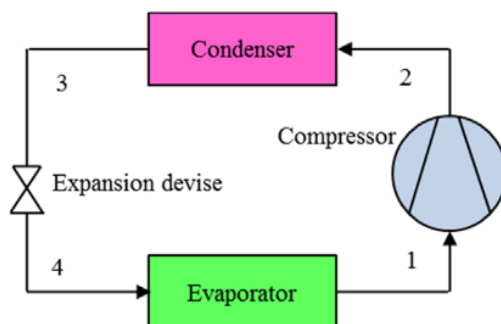 Condenser
3
2
Compressor
Expansion devise
4
1
Evaporator